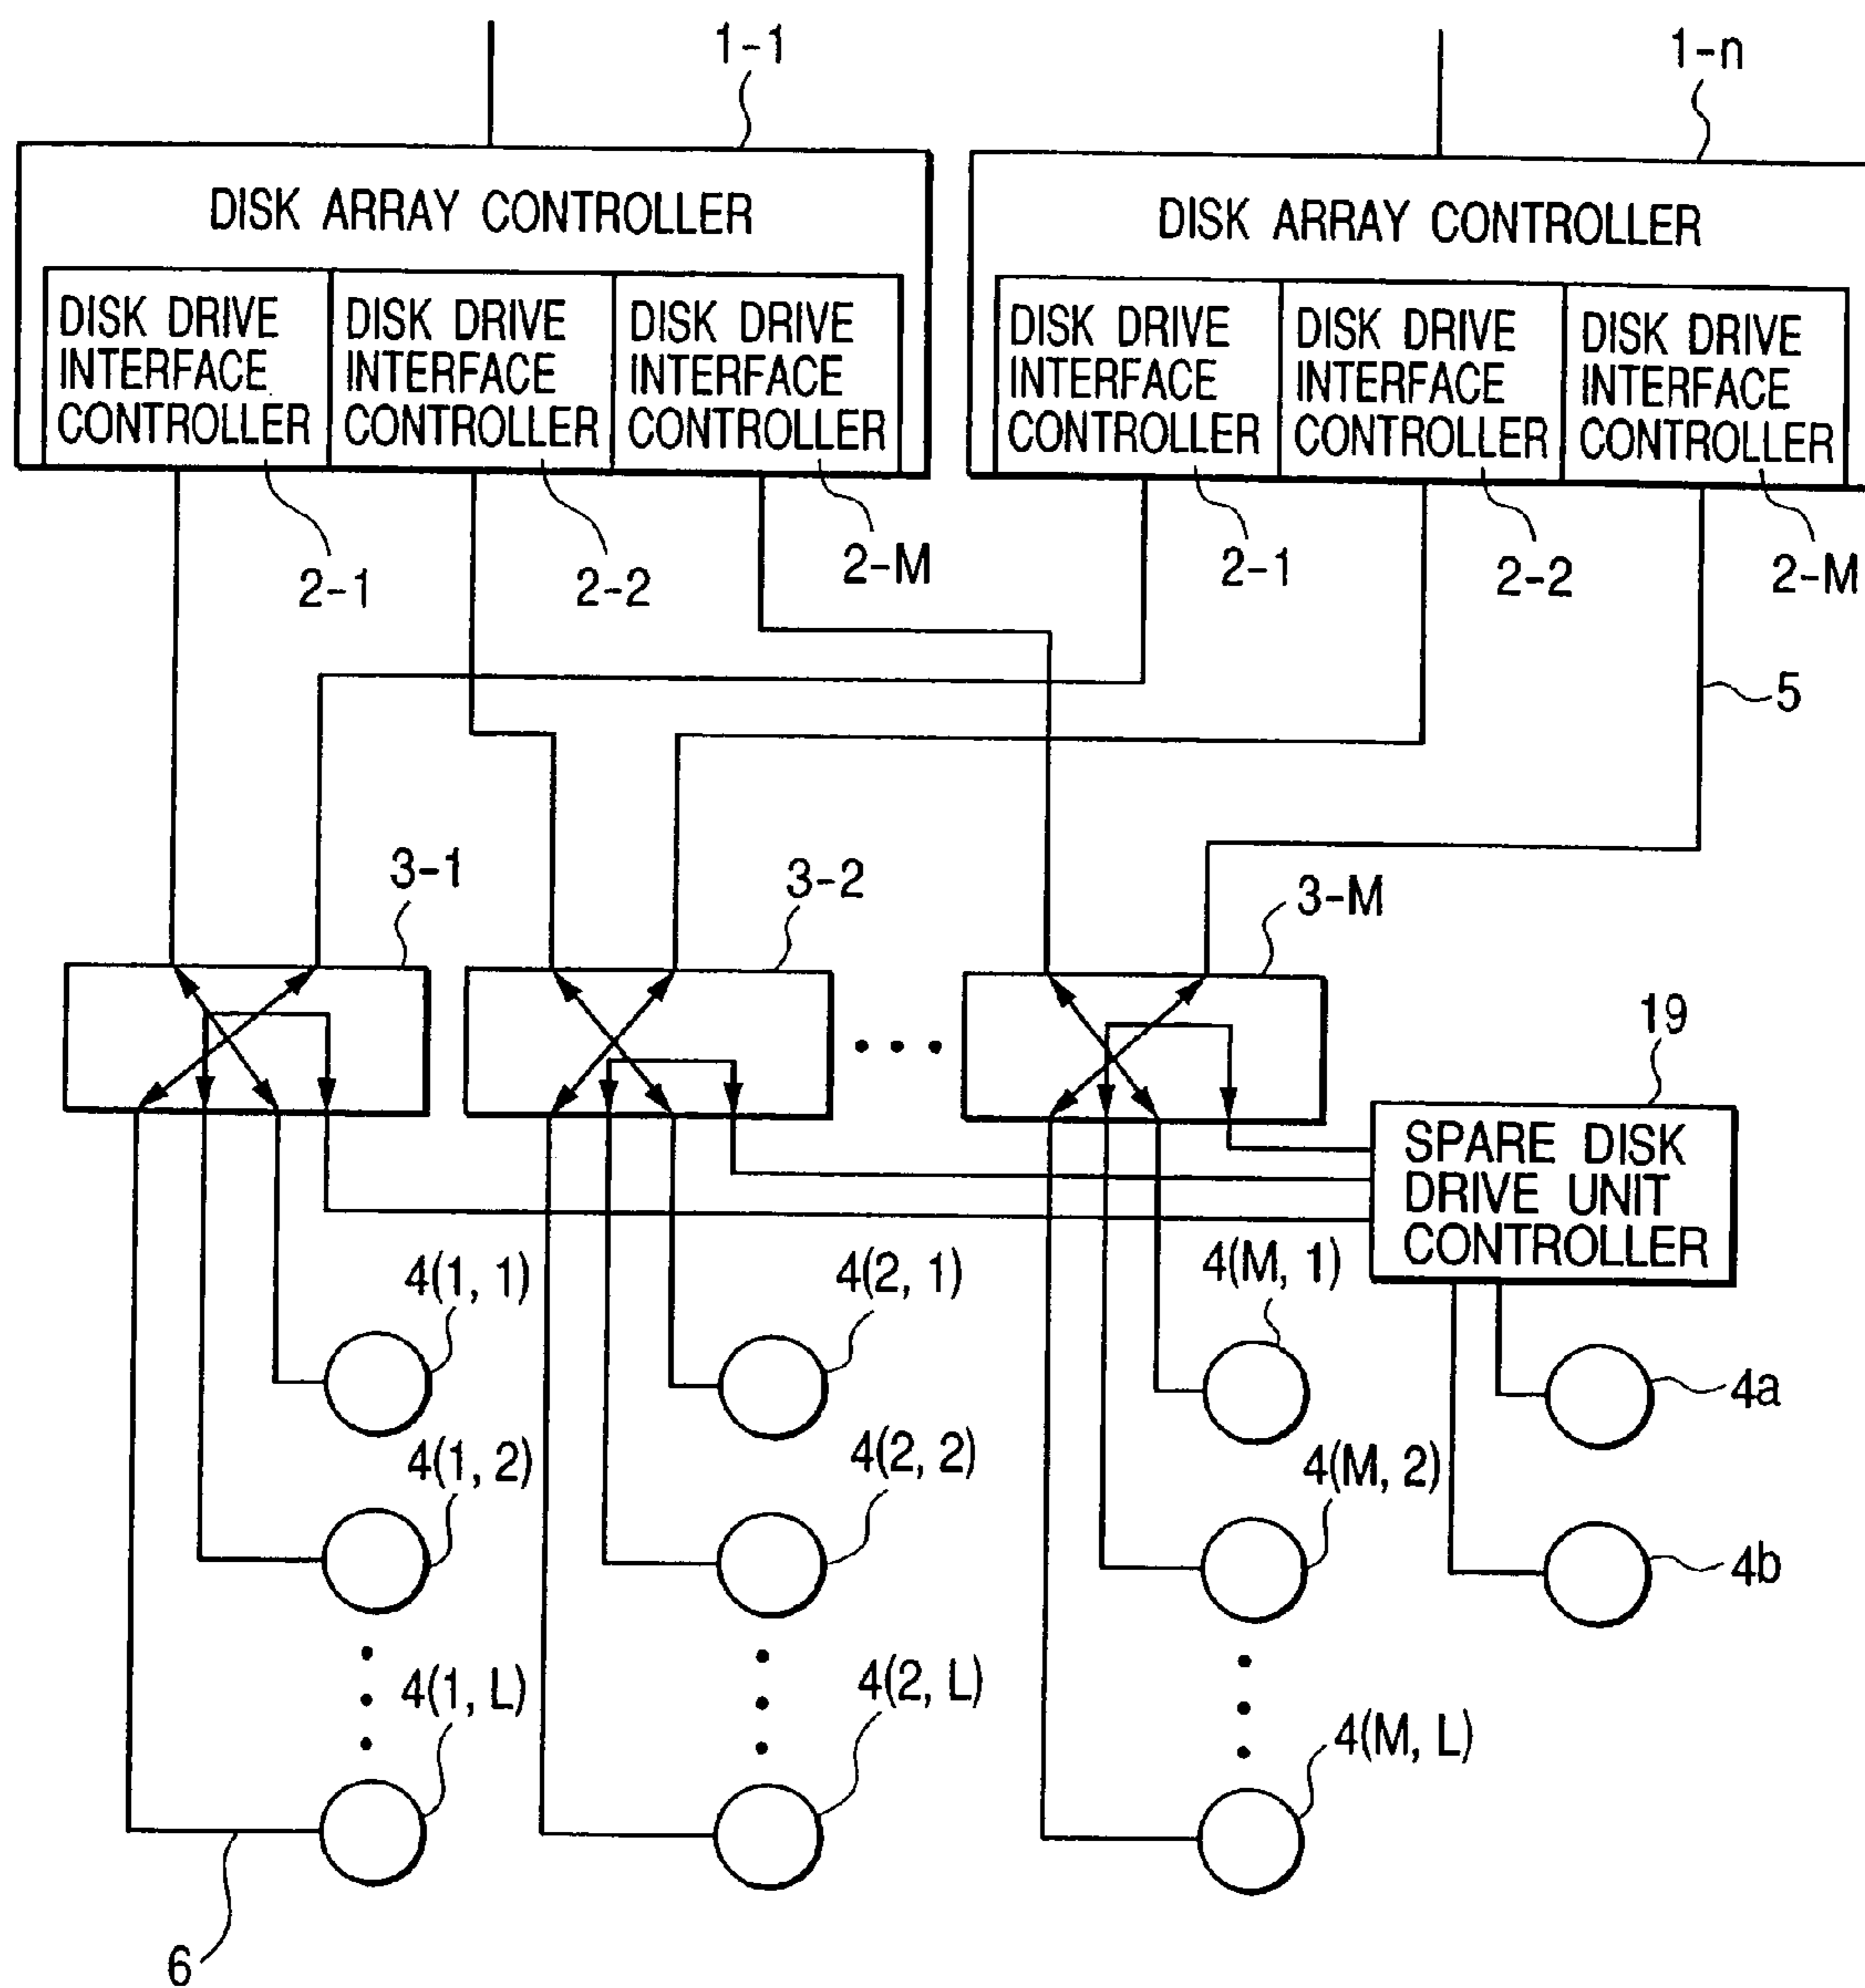 1-1
1-n
DISK ARRAY CONTROLLER
DISK ARRAY CONTROLLER
DISK DRIVE
INTERFACE
CONTROLLER
DISK DRIVE
INTERFACE
CONTROLLER
DISK DRIVE
INTERFACE
CONTROLLER
DISK DRIVE
INTERFACE
CONTROLLER
DISK DRIVE
INTERFACE
CONTROLLER
DISK DRIVE
INTERFACE
CONTROLLER
2-1
2-2
2-M
2-1
2-2
2-M
5
3-1
3-2
3-M
19
SPARE DISK
DRIVE UNIT
CONTROLLER
4(1, 1)
4(2, 1)
4(M, 1)
4a
4(1, 2)
4(2, 2)
4(M, 2)
4b
4(1, L)
4(2, L)
4(M, L)
6